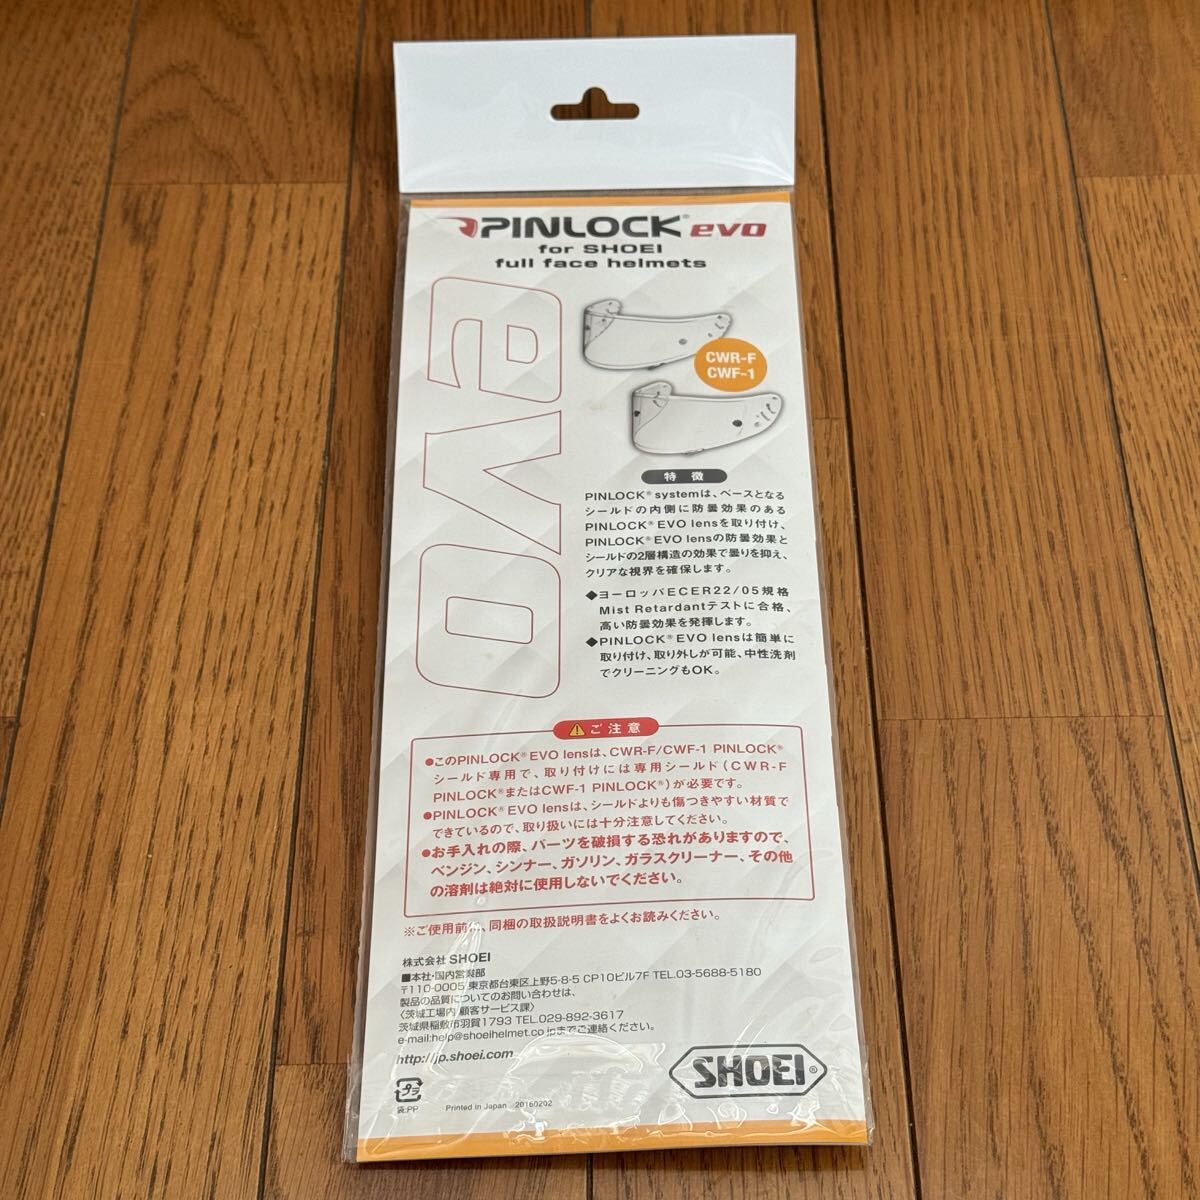 PINLOCK® evo
for SHOEI
full face helmets
evo
CWR-F
CWF-1
特徴
PINLOCK® systemは、ベースとなる
シールドの内側に防曇効果のある
PINLOCK® EVO lensを取り付け、
PINLOCK® EVO lensの防曇効果と
シールドの2層構造の効果で曇りを抑え、
クリアな視界を確保します。
◆ヨーロッパECER22/05規格
Mist Retardantテストに合格、
高い防曇効果を発揮します。
◆PINLOCK® EVO lensは簡単に
取り付け、取り外しが可能、中性洗剤
でクリーニングもOK。
ご注意
●このPINLOCK® EVO lensは、CWR-F/CWF-1 PINLOCK®
シールド専用で、取り付けには専用シールド(CWR-F
PINLOCK®またはCWF-1 PINLOCK®)が必要です。
●PINLOCK® EVO lensは、シールドよりも傷つきやすい材質で
できているので、取り扱いには十分注意してください。
●お手入れの際、パーツを破損する恐れがありますので、
ベンジン、シンナー、ガソリン、ガラスクリーナー、その他
の溶剤は絶対に使用しないでください。
※ご使用前に、同梱の取扱説明書をよくお読みください。
株式会社 SHOEI
■本社・国内営業部
〒110-0005 東京都台東区上野5-8-5 CP10ビル7F TEL.03-5688-5180
製品の品質についてのお問い合わせは、
〈茨城工場内 顧客サービス課〉
茨城県稲敷市羽賀1793 TEL.029-892-3617
e-mail:help@shoeihelmet.co.jpまでご連絡ください。
http://jp.shoei.com
SHOEI®
プラ
袋:PP
Printed in Japan 20160202